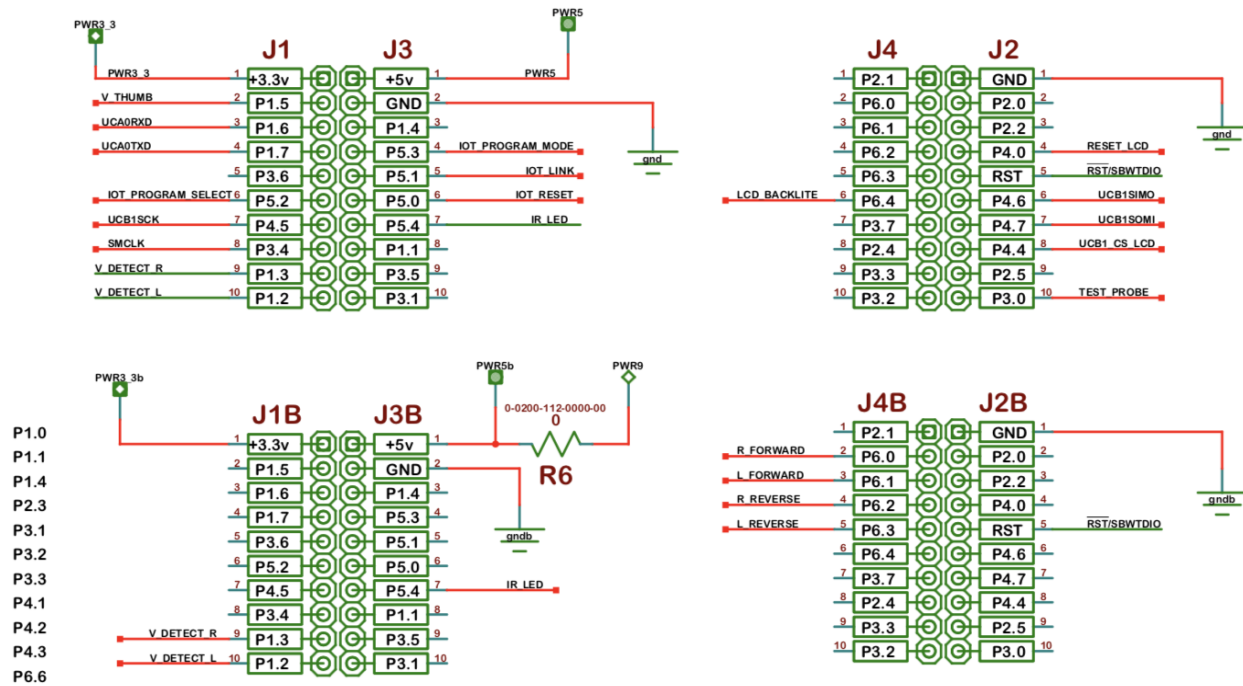 PWR3_3
PWR5
J1 J3
PWR3_3 1 +3.3v +5v 1 PWR5
V_THUMB 2 P1.5 GND 2
UCA0RXD 3 P1.6 P1.4 3
UCA0TXD 4 P1.7 P5.3 4 IOT_PROGRAM_MODE
5 P3.6 P5.1 5 IOT_LINK
IOT_PROGRAM_SELECT 6 P5.2 P5.0 6 IOT_RESET
UCB1SCK 7 P4.5 P5.4 7 IR_LED
SMCLK 8 P3.4 P1.1 8
V_DETECT_R 9 P1.3 P3.5 9
V_DETECT_L 10 P1.2 P3.1 10
gnd
J4 J2
1 P2.1 GND 1
2 P6.0 P2.0 2
3 P6.1 P2.2 3
4 P6.2 P4.0 4 RESET_LCD
5 P6.3 RST 5 RST/SBWTDIO
LCD_BACKLITE 6 P6.4 P4.6 6 UCB1SIMO
7 P3.7 P4.7 7 UCB1SOMI
8 P2.4 P4.4 8 UCB1_CS_LCD
9 P3.3 P2.5 9
10 P3.2 P3.0 10 TEST_PROBE
gnd
P1.0
P1.1
P1.4
P2.3
P3.1
P3.2
P3.3
P4.1
P4.2
P4.3
P6.6
PWR3_3b
PWR5b
PWR9
J1B J3B
0-0200-112-0000-00
0
R6
1 +3.3v +5v 1
2 P1.5 GND 2
3 P1.6 P1.4 3
4 P1.7 P5.3 4
5 P3.6 P5.1 5
6 P5.2 P5.0 6
7 P4.5 P5.4 7 IR_LED
8 P3.4 P1.1 8
V_DETECT_R 9 P1.3 P3.5 9
V_DETECT_L 10 P1.2 P3.1 10
gndb
J4B J2B
1 P2.1 GND 1
R_FORWARD 2 P6.0 P2.0 2
L_FORWARD 3 P6.1 P2.2 3
R_REVERSE 4 P6.2 P4.0 4
L_REVERSE 5 P6.3 RST 5 RST/SBWTDIO
6 P6.4 P4.6 6
7 P3.7 P4.7 7
8 P2.4 P4.4 8
9 P3.3 P2.5 9
10 P3.2 P3.0 10
gndb